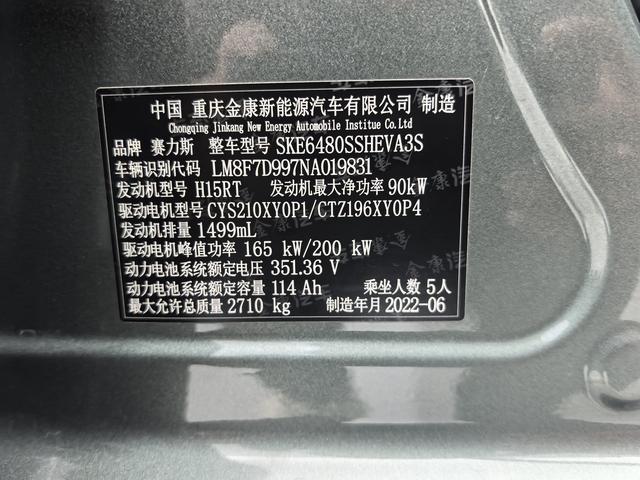 中国 重庆金康新能源汽车有限公司 制造
Chongqing Jinkang New Energy Automobile Institue Co.Ltd
品牌 赛力斯 整车型号 SKE6480SSHEVA3S
车辆识别代码 LM8F7D997NA019831
发动机型号 H15RT 发动机最大净功率 90kW
驱动电机型号 CYS210XY0P1/CTZ196XY0P4
发动机排量 1499mL
驱动电机峰值功率 165 kW/200 kW
动力电池系统额定电压 351.36 V
动力电池系统额定容量 114 Ah 乘坐人数 5人
最大允许总质量 2710 kg 制造年月 2022-06